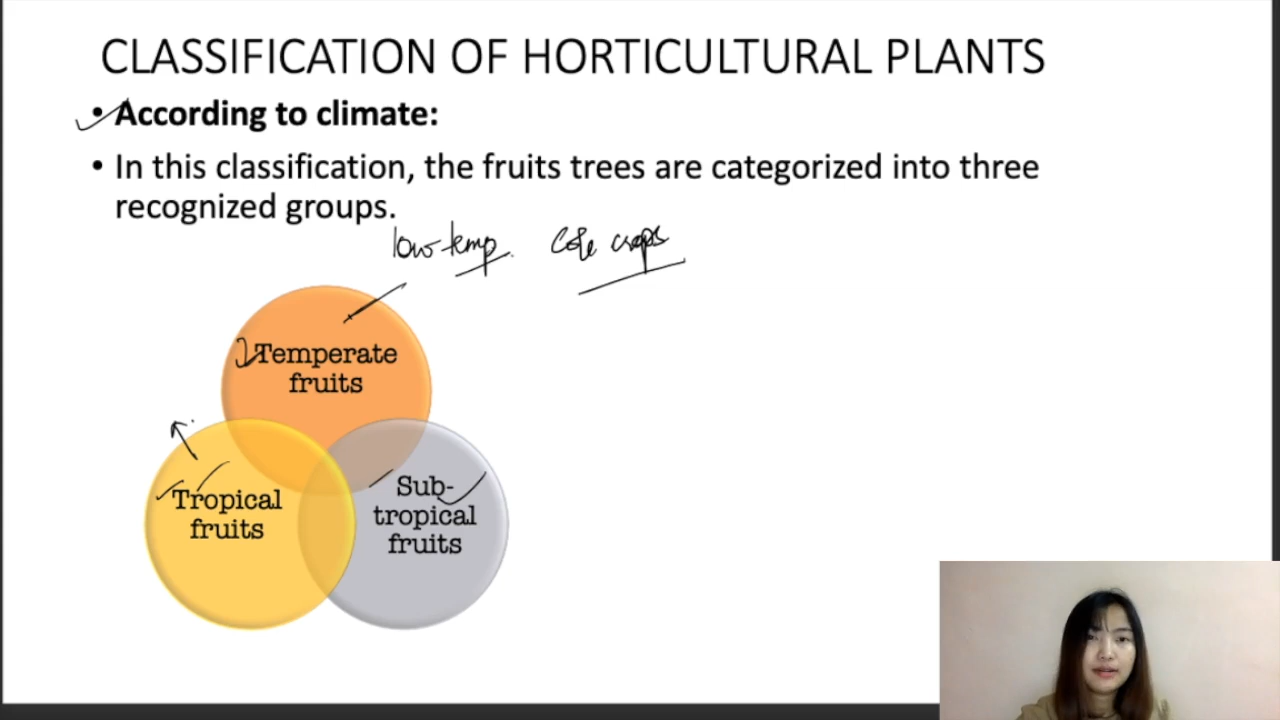 CLASSIFICATION OF HORTICULTURAL PLANTS
• According to climate:
• In this classification, the fruits trees are categorized into three
recognized groups.
low temp. Cole crops
Temperate
fruits
Tropical
fruits
Sub-
tropical
fruits